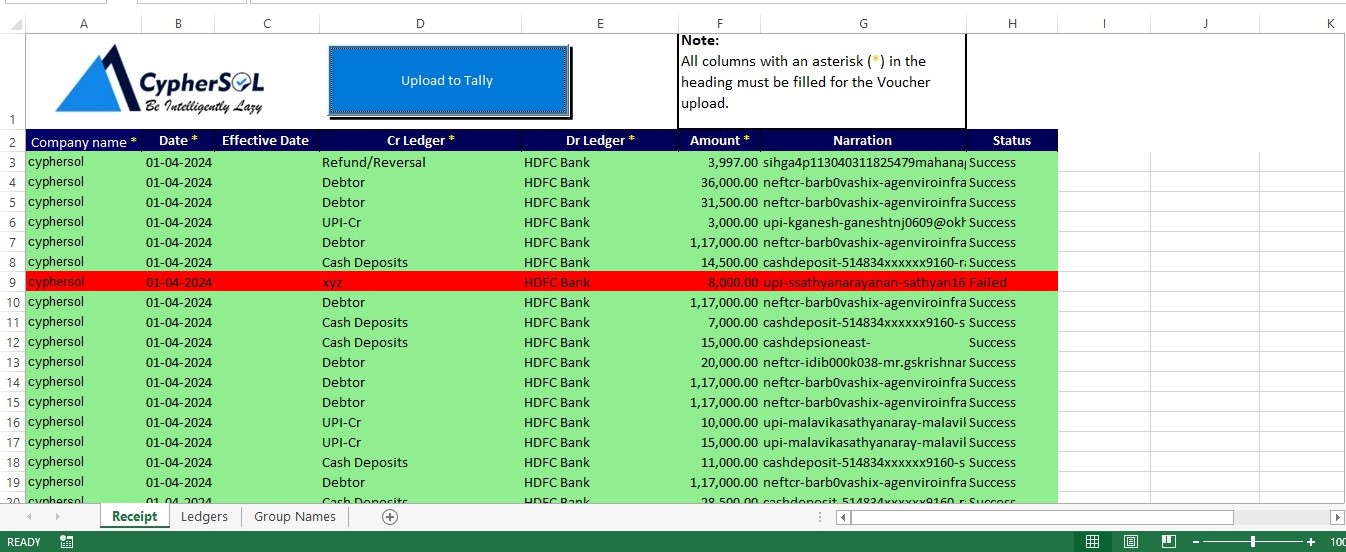 A B C D E F G H I J K
CypherSOL
Be Intelligently Lazy
Upload to Tally
Note:
All columns with an asterisk (*) in the
heading must be filled for the Voucher
upload.
1
2 Company name * Date * Effective Date Cr Ledger * Dr Ledger * Amount * Narration Status
3 cyphersol 01-04-2024 Refund/Reversal HDFC Bank 3,997.00 sihga4p113040311825479mahana Success
4 cyphersol 01-04-2024 Debtor HDFC Bank 36,000.00 neftcr-barb0vashix-agenviroinfra Success
5 cyphersol 01-04-2024 Debtor HDFC Bank 31,500.00 neftcr-barb0vashix-agenviroinfra Success
6 cyphersol 01-04-2024 UPI-Cr HDFC Bank 3,000.00 upi-kganesh-ganeshtnj0609@okh Success
7 cyphersol 01-04-2024 Debtor HDFC Bank 1,17,000.00 neftcr-barb0vashix-agenviroinfra Success
8 cyphersol 01-04-2024 Cash Deposits HDFC Bank 14,500.00 cashdeposit-514834xxxxxx9160-r Success
9 cyphersol 01-04-2024 xyz HDFC Bank 8,000.00 upi-ssathyanarayanan-sathyan16 Failed
10 cyphersol 01-04-2024 Debtor HDFC Bank 1,17,000.00 neftcr-barb0vashix-agenviroinfra Success
11 cyphersol 01-04-2024 Cash Deposits HDFC Bank 7,000.00 cashdeposit-514834xxxxxx9160-s Success
12 cyphersol 01-04-2024 Cash Deposits HDFC Bank 15,000.00 cashdepsioneast- Success
13 cyphersol 01-04-2024 Debtor HDFC Bank 20,000.00 neftcr-idib000k038-mr.gskrishnar Success
14 cyphersol 01-04-2024 Debtor HDFC Bank 1,17,000.00 neftcr-barb0vashix-agenviroinfra Success
15 cyphersol 01-04-2024 Debtor HDFC Bank 1,17,000.00 neftcr-barb0vashix-agenviroinfra Success
16 cyphersol 01-04-2024 UPI-Cr HDFC Bank 10,000.00 upi-malavikasathyanaray-malavil Success
17 cyphersol 01-04-2024 UPI-Cr HDFC Bank 15,000.00 upi-malavikasathyanaray-malavil Success
18 cyphersol 01-04-2024 Cash Deposits HDFC Bank 11,000.00 cashdeposit-514834xxxxxx9160-s Success
19 cyphersol 01-04-2024 Debtor HDFC Bank 1,17,000.00 neftcr-barb0vashix-agenviroinfra Success
20 cyphersol 01-04-2024 Cash Deposits HDFC Bank 28,500.00 cashdeposit-514834xxxxxx9160-r Success
Receipt Ledgers Group Names
READY 100